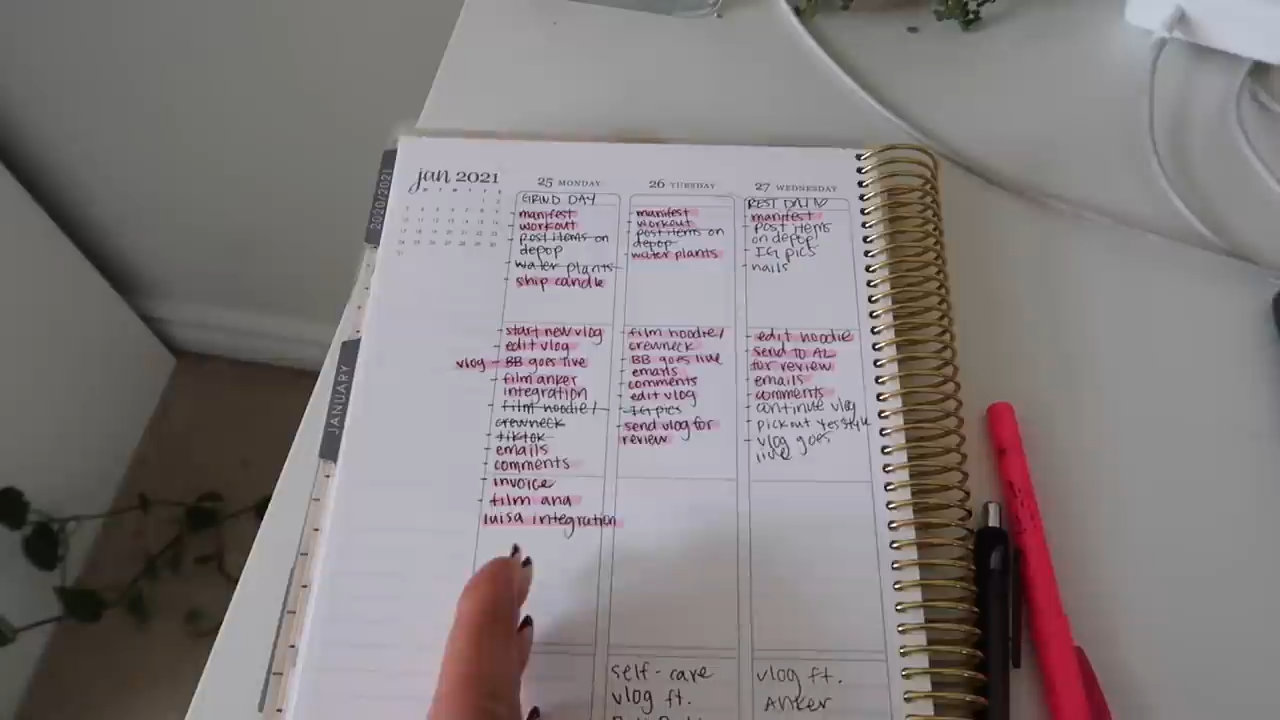 jan 2021
25 MONDAY
GRIND DAY
manifest
workout
post items on
depop
water plants
ship candle
start new vlog
edit vlog
vlog - BB goes live
film anker
integration
film hoodie/
crewneck
tiktok
emails
comments
invoice
film ana
luisa integration
26 TUESDAY
manifest
workout
post items on
depop
water plants
film hoodie/
crewneck
BB goes live
emails
comments
edit vlog
IG pics
send vlog for
review
self-care
vlog ft.
27 WEDNESDAY
REST DAY
manifest
post items
on depop
IG pics
nails
edit hoodie
send to
for review
emails
comments
continue vlog
pick out
vlog goes
live
vlog ft.
Anker
2020/2021
JANUARY